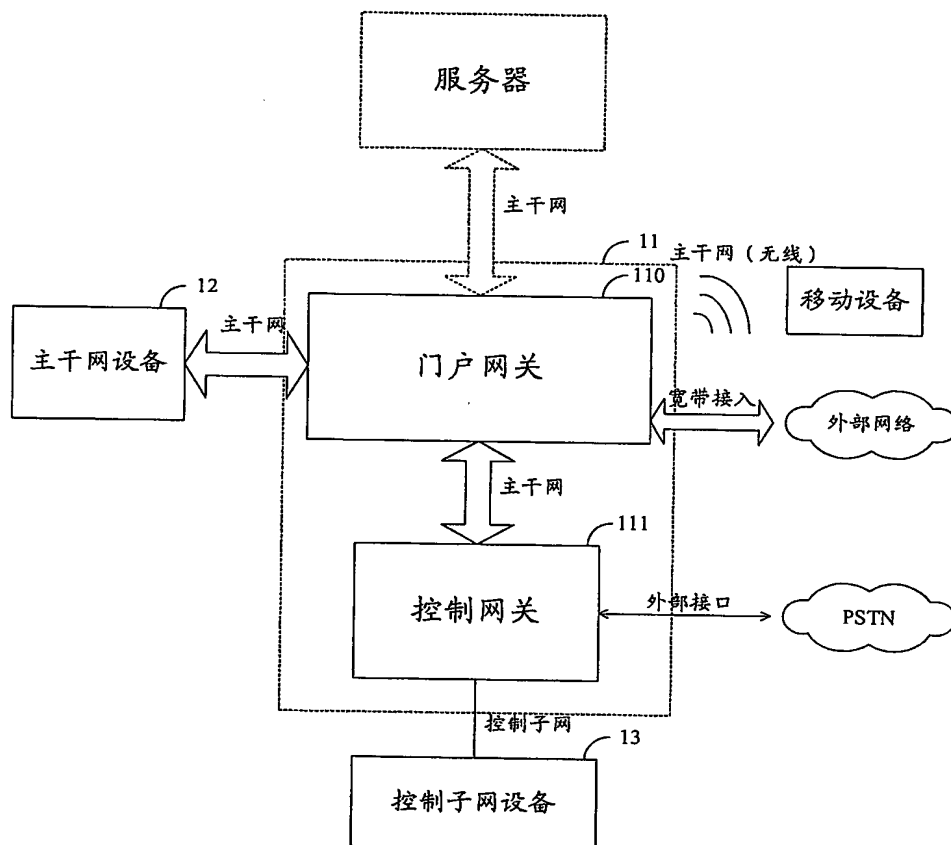 服务器
主干网
11
主干网（无线）
110
12
主干网
移动设备
主干网设备
门户网关
宽带接入
外部网络
主干网
111
控制网关
外部接口
PSTN
控制子网
13
控制子网设备